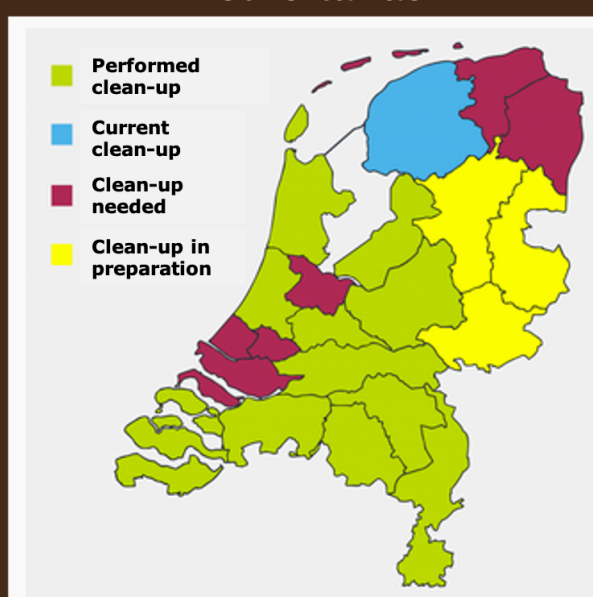 Performed
clean-up
Current
clean-up
Clean-up
needed
Clean-up in
preparation